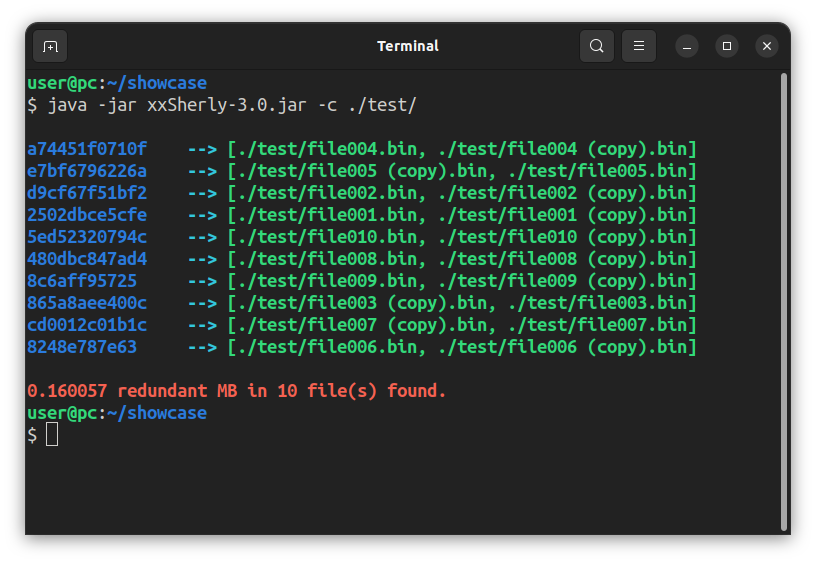 Terminal
user@pc:~/showcase
$ java -jar xxSherly-3.0.jar -c ./test/
a74451f0710f --> [./test/file004.bin, ./test/file004 (copy).bin]
e7bf6796226a --> [./test/file005 (copy).bin, ./test/file005.bin]
d9cf67f51bf2 --> [./test/file002.bin, ./test/file002 (copy).bin]
2502dbce5cfe --> [./test/file001.bin, ./test/file001 (copy).bin]
5ed52320794c --> [./test/file010.bin, ./test/file010 (copy).bin]
480dbc847ad4 --> [./test/file008.bin, ./test/file008 (copy).bin]
8c6aff95725 --> [./test/file009.bin, ./test/file009 (copy).bin]
865a8aee400c --> [./test/file003 (copy).bin, ./test/file003.bin]
cd0012c01b1c --> [./test/file007 (copy).bin, ./test/file007.bin]
8248e787e63 --> [./test/file006.bin, ./test/file006 (copy).bin]
0.160057 redundant MB in 10 file(s) found.
user@pc:~/showcase
$